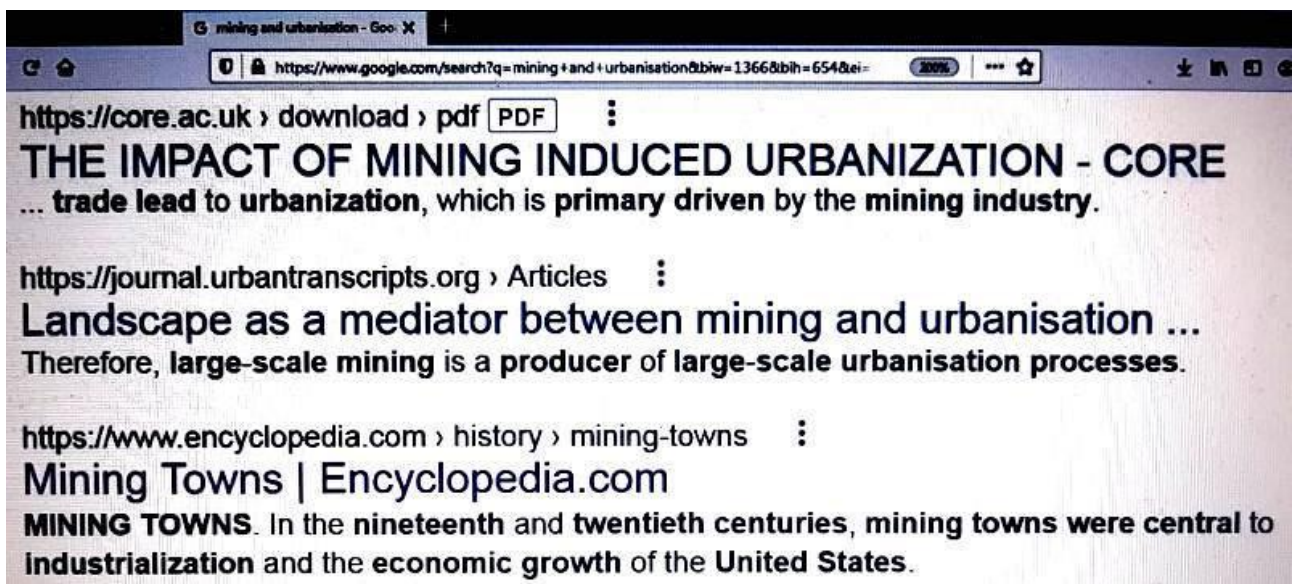 G mining and urbanisation - Goo X +
https://www.google.com/search?q=mining+and+urbanisation&biw=1366&bih=654&ei= 200% ...
https://core.ac.uk › download › pdf PDF
THE IMPACT OF MINING INDUCED URBANIZATION - CORE
... trade lead to urbanization, which is primary driven by the mining industry.
https://journal.urbantranscripts.org › Articles
Landscape as a mediator between mining and urbanisation ...
Therefore, large-scale mining is a producer of large-scale urbanisation processes.
https://www.encyclopedia.com › history › mining-towns
Mining Towns | Encyclopedia.com
MINING TOWNS. In the nineteenth and twentieth centuries, mining towns were central to
industrialization and the economic growth of the United States.